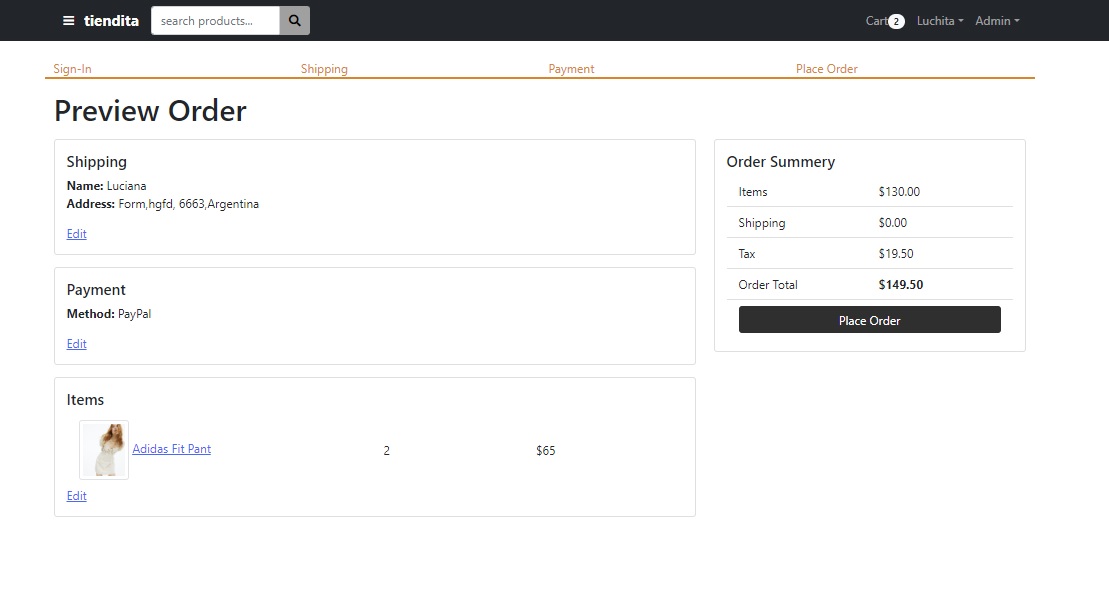 tiendita
search products...
Cart 2 Luchita Admin
Sign-In Shipping Payment Place Order
Preview Order
Shipping
Name: Luciana
Address: Form,hgfd, 6663,Argentina
Edit
Payment
Method: PayPal
Edit
Items
Adidas Fit Pant 2 $65
Edit
Order Summery
Items $130.00
Shipping $0.00
Tax $19.50
Order Total $149.50
Place Order